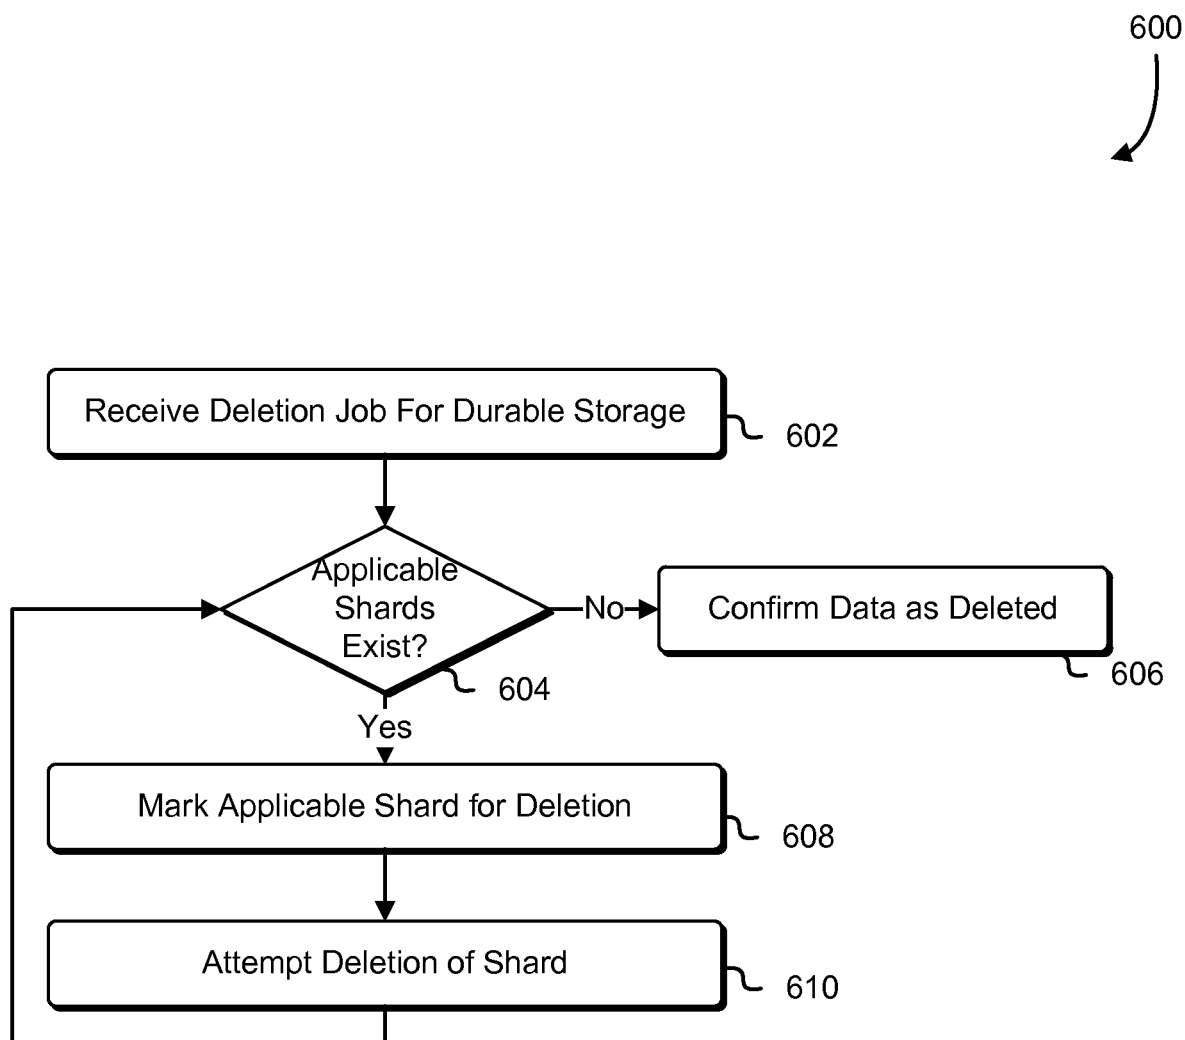 600
Receive Deletion Job For Durable Storage
602
Applicable
Shards
Exist?
No
Confirm Data as Deleted
606
604
Yes
Mark Applicable Shard for Deletion
608
Attempt Deletion of Shard
610